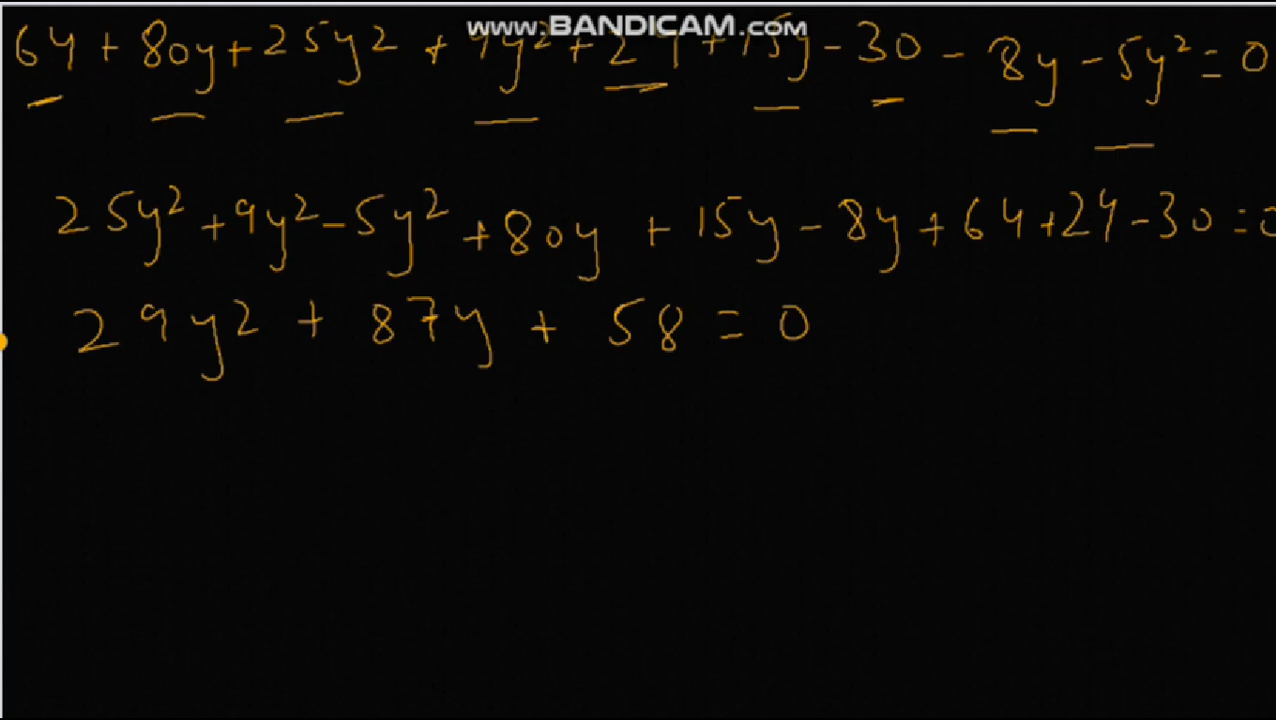 www.BANDICAM.com
64 + 80y + 25y2 + 9y2 + 24 + 15y - 30 - 8y - 5y² = 0
25y² + 9y² - 5y² + 80y + 15y - 8y + 64 + 24 - 30 = 0
29y2 + 87y + 58 = 0